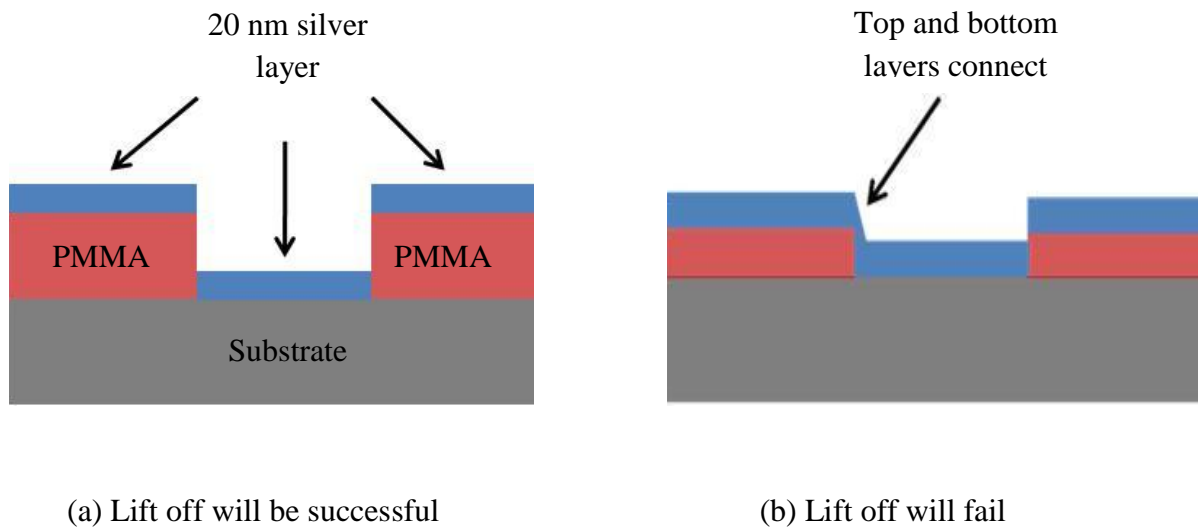 20 nm silver
layer
Top and bottom
lavers connect
PMMA
PMMA
Substrate
(a) Lift off will be successful
(b) Lift off will fail